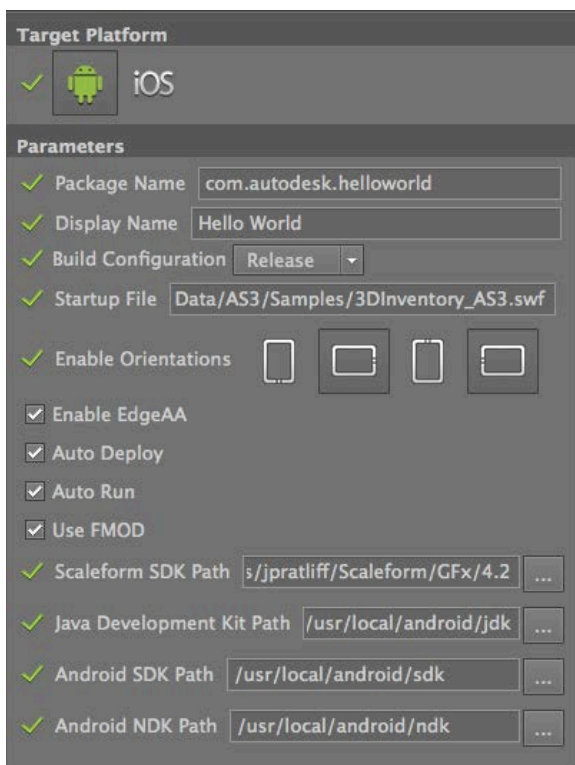 Target Platform
iOS
Parameters
Package Name com.autodesk.helloworld
Display Name Hello World
Build Configuration Release
Startup File Data/AS3/Samples/3DInventory_AS3.swf
Enable Orientations
Enable EdgeAA
Auto Deploy
Auto Run
Use FMOD
Scaleform SDK Path s/jpratliff/Scaleform/GFx/4.2 ...
Java Development Kit Path /usr/local/android/jdk ...
Android SDK Path /usr/local/android/sdk ...
Android NDK Path /usr/local/android/ndk ...